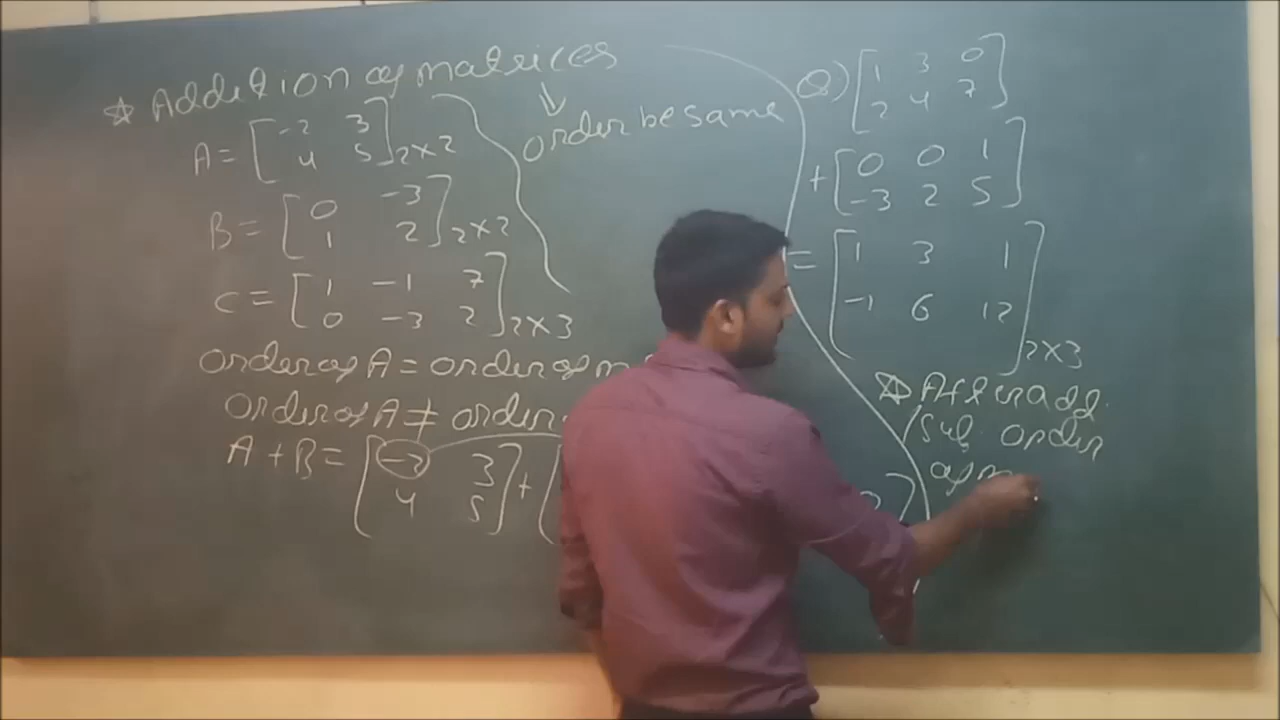 ☆ Addition of matrices
order be same
A = [-2 3
4 5] 2×2
B = [0 -3
1 2] 2×2
C = [1 -1 7
0 -3 2] 2×3
order of A = order of m
order of A ≠ order
A + B = [-2 3
4 5] + [
Q) [1 3 0
2 4 7]
+ [0 0 1
-3 2 5]
= [1 3 1
-1 6 12] 2×3
☆ After add.
/sub. order
of m